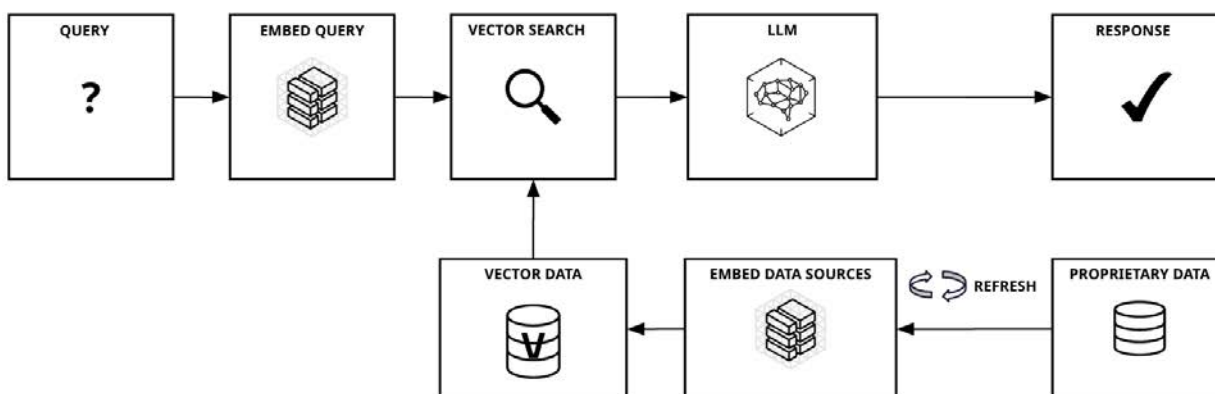 QUERY
EMBED QUERY
VECTOR SEARCH
LLM
RESPONSE
?
VECTOR DATA
EMBED DATA SOURCES
REFRESH
PROPRIETARY DATA
V